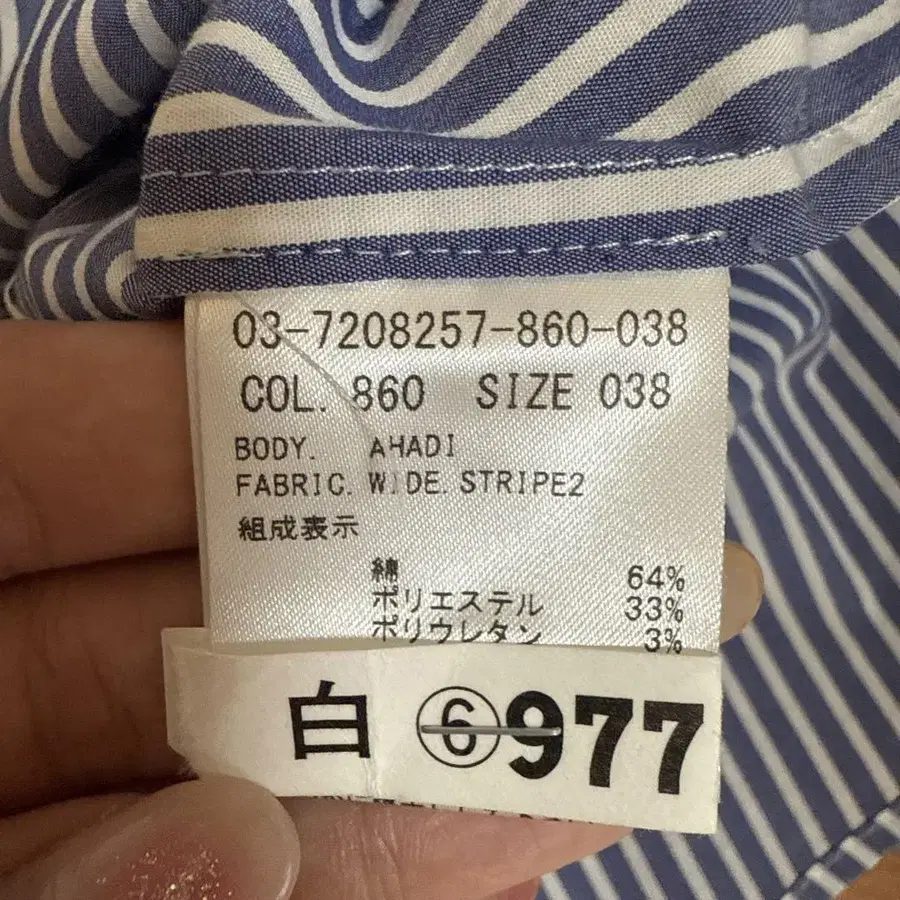 03-7208257-860-038
COL. 860 SIZE 038
BODY. AHADI
FABRIC. WIDE. STRIPE2
組成表示
綿 64%
ポリエステル 33%
ポリウレタン 3%
白 ⑥977